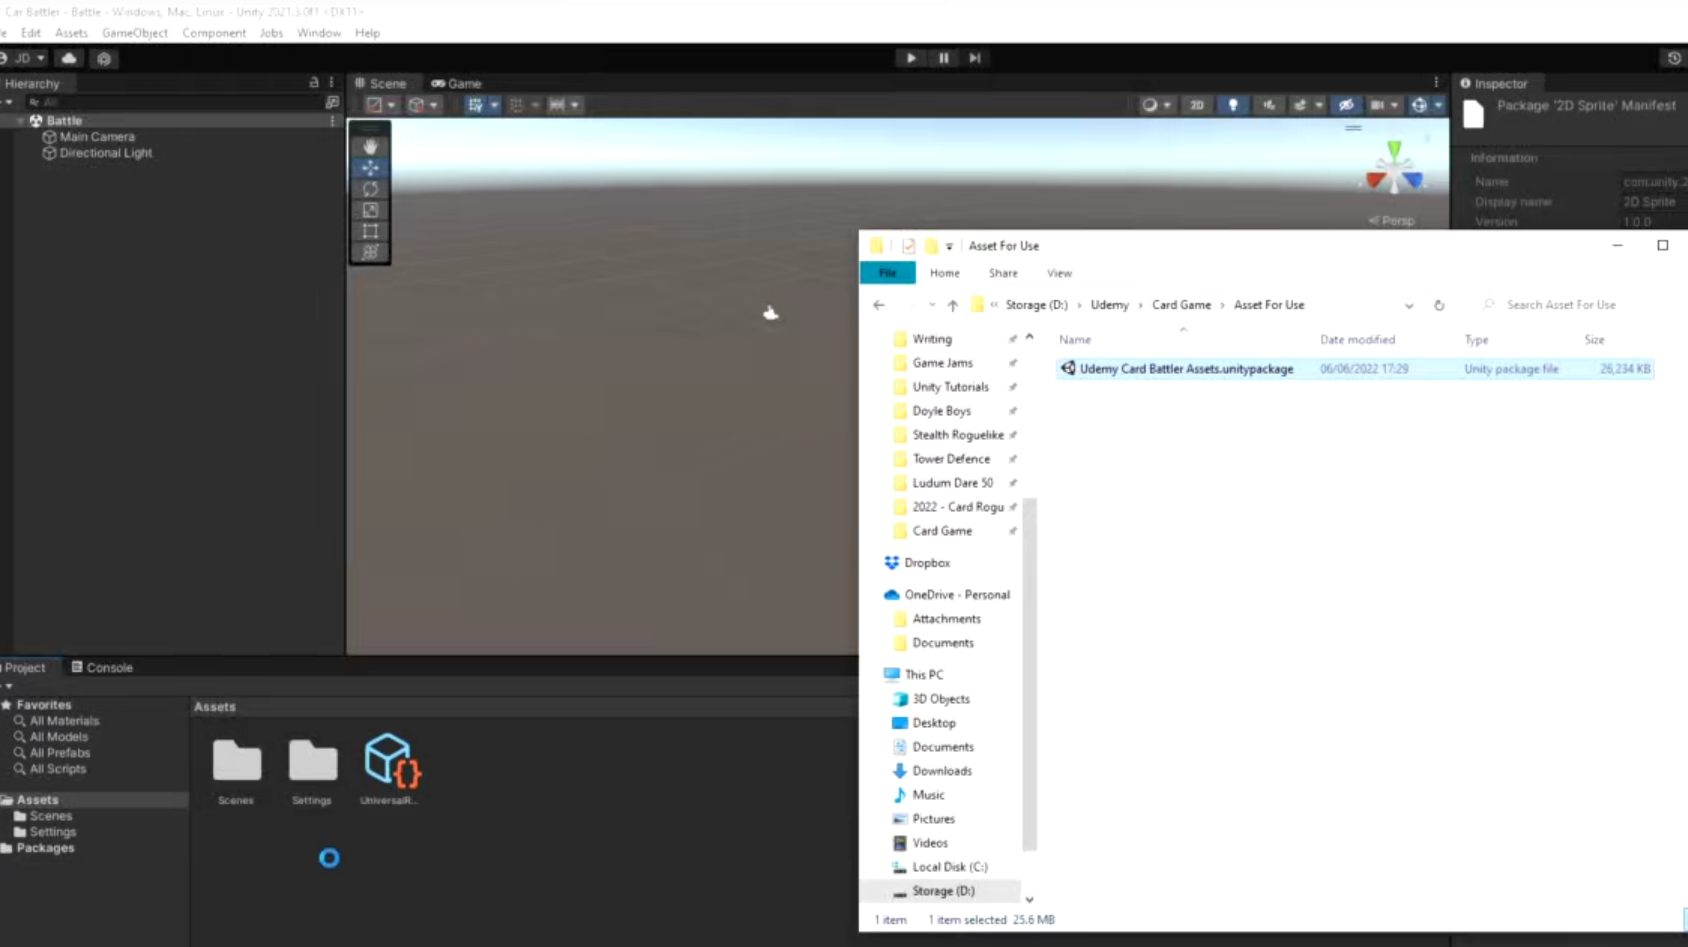 Car Battler - Battle - Windows, Mac, Linux - Unity 2021.3.0f1 <DX11>
Edit Assets GameObject Component Jobs Window Help
JD
Hierarchy
All
Battle
Main Camera
Directional Light
Scene Game
2D
Persp
Inspector
Package '2D Sprite' Manifest
Information
Name com.unity.2
Display name 2D Sprite
Version 1.0.0
Asset For Use
File Home Share View
« Storage (D:) › Udemy › Card Game › Asset For Use
Search Asset For Use
Name Date modified Type Size
Udemy Card Battler Assets.unitypackage 06/06/2022 17:29 Unity package file 26,234 KB
Writing
Game Jams
Unity Tutorials
Doyle Boys
Stealth Roguelike
Tower Defence
Ludum Dare 50
2022 - Card Rogu
Card Game
Dropbox
OneDrive - Personal
Attachments
Documents
This PC
3D Objects
Desktop
Documents
Downloads
Music
Pictures
Videos
Local Disk (C:)
Storage (D:)
1 item 1 item selected 25.6 MB
Project Console
Favorites
All Materials
All Models
All Prefabs
All Scripts
Assets
Scenes
Settings
Packages
Assets
Scenes Settings UniversalR...